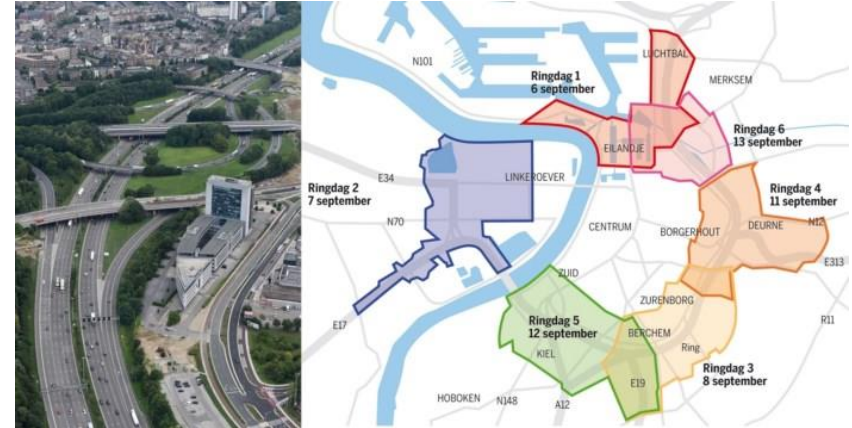 LUCHTBAL
N101
MERKSEM
Ringdag 1
6 september
Ringdag 6
13 september
EILANDJE
E34
LINKEROEVER
Ringdag 2
7 september
Ringdag 4
11 september
N70
CENTRUM
BORGERHOUT
DEURNE
N12
E313
ZUID
ZURENBORG
E17
Ringdag 5
12 september
BERCHEM
R11
Ring
KIEL
Ringdag 3
8 september
E19
HOBOKEN
N148
A12